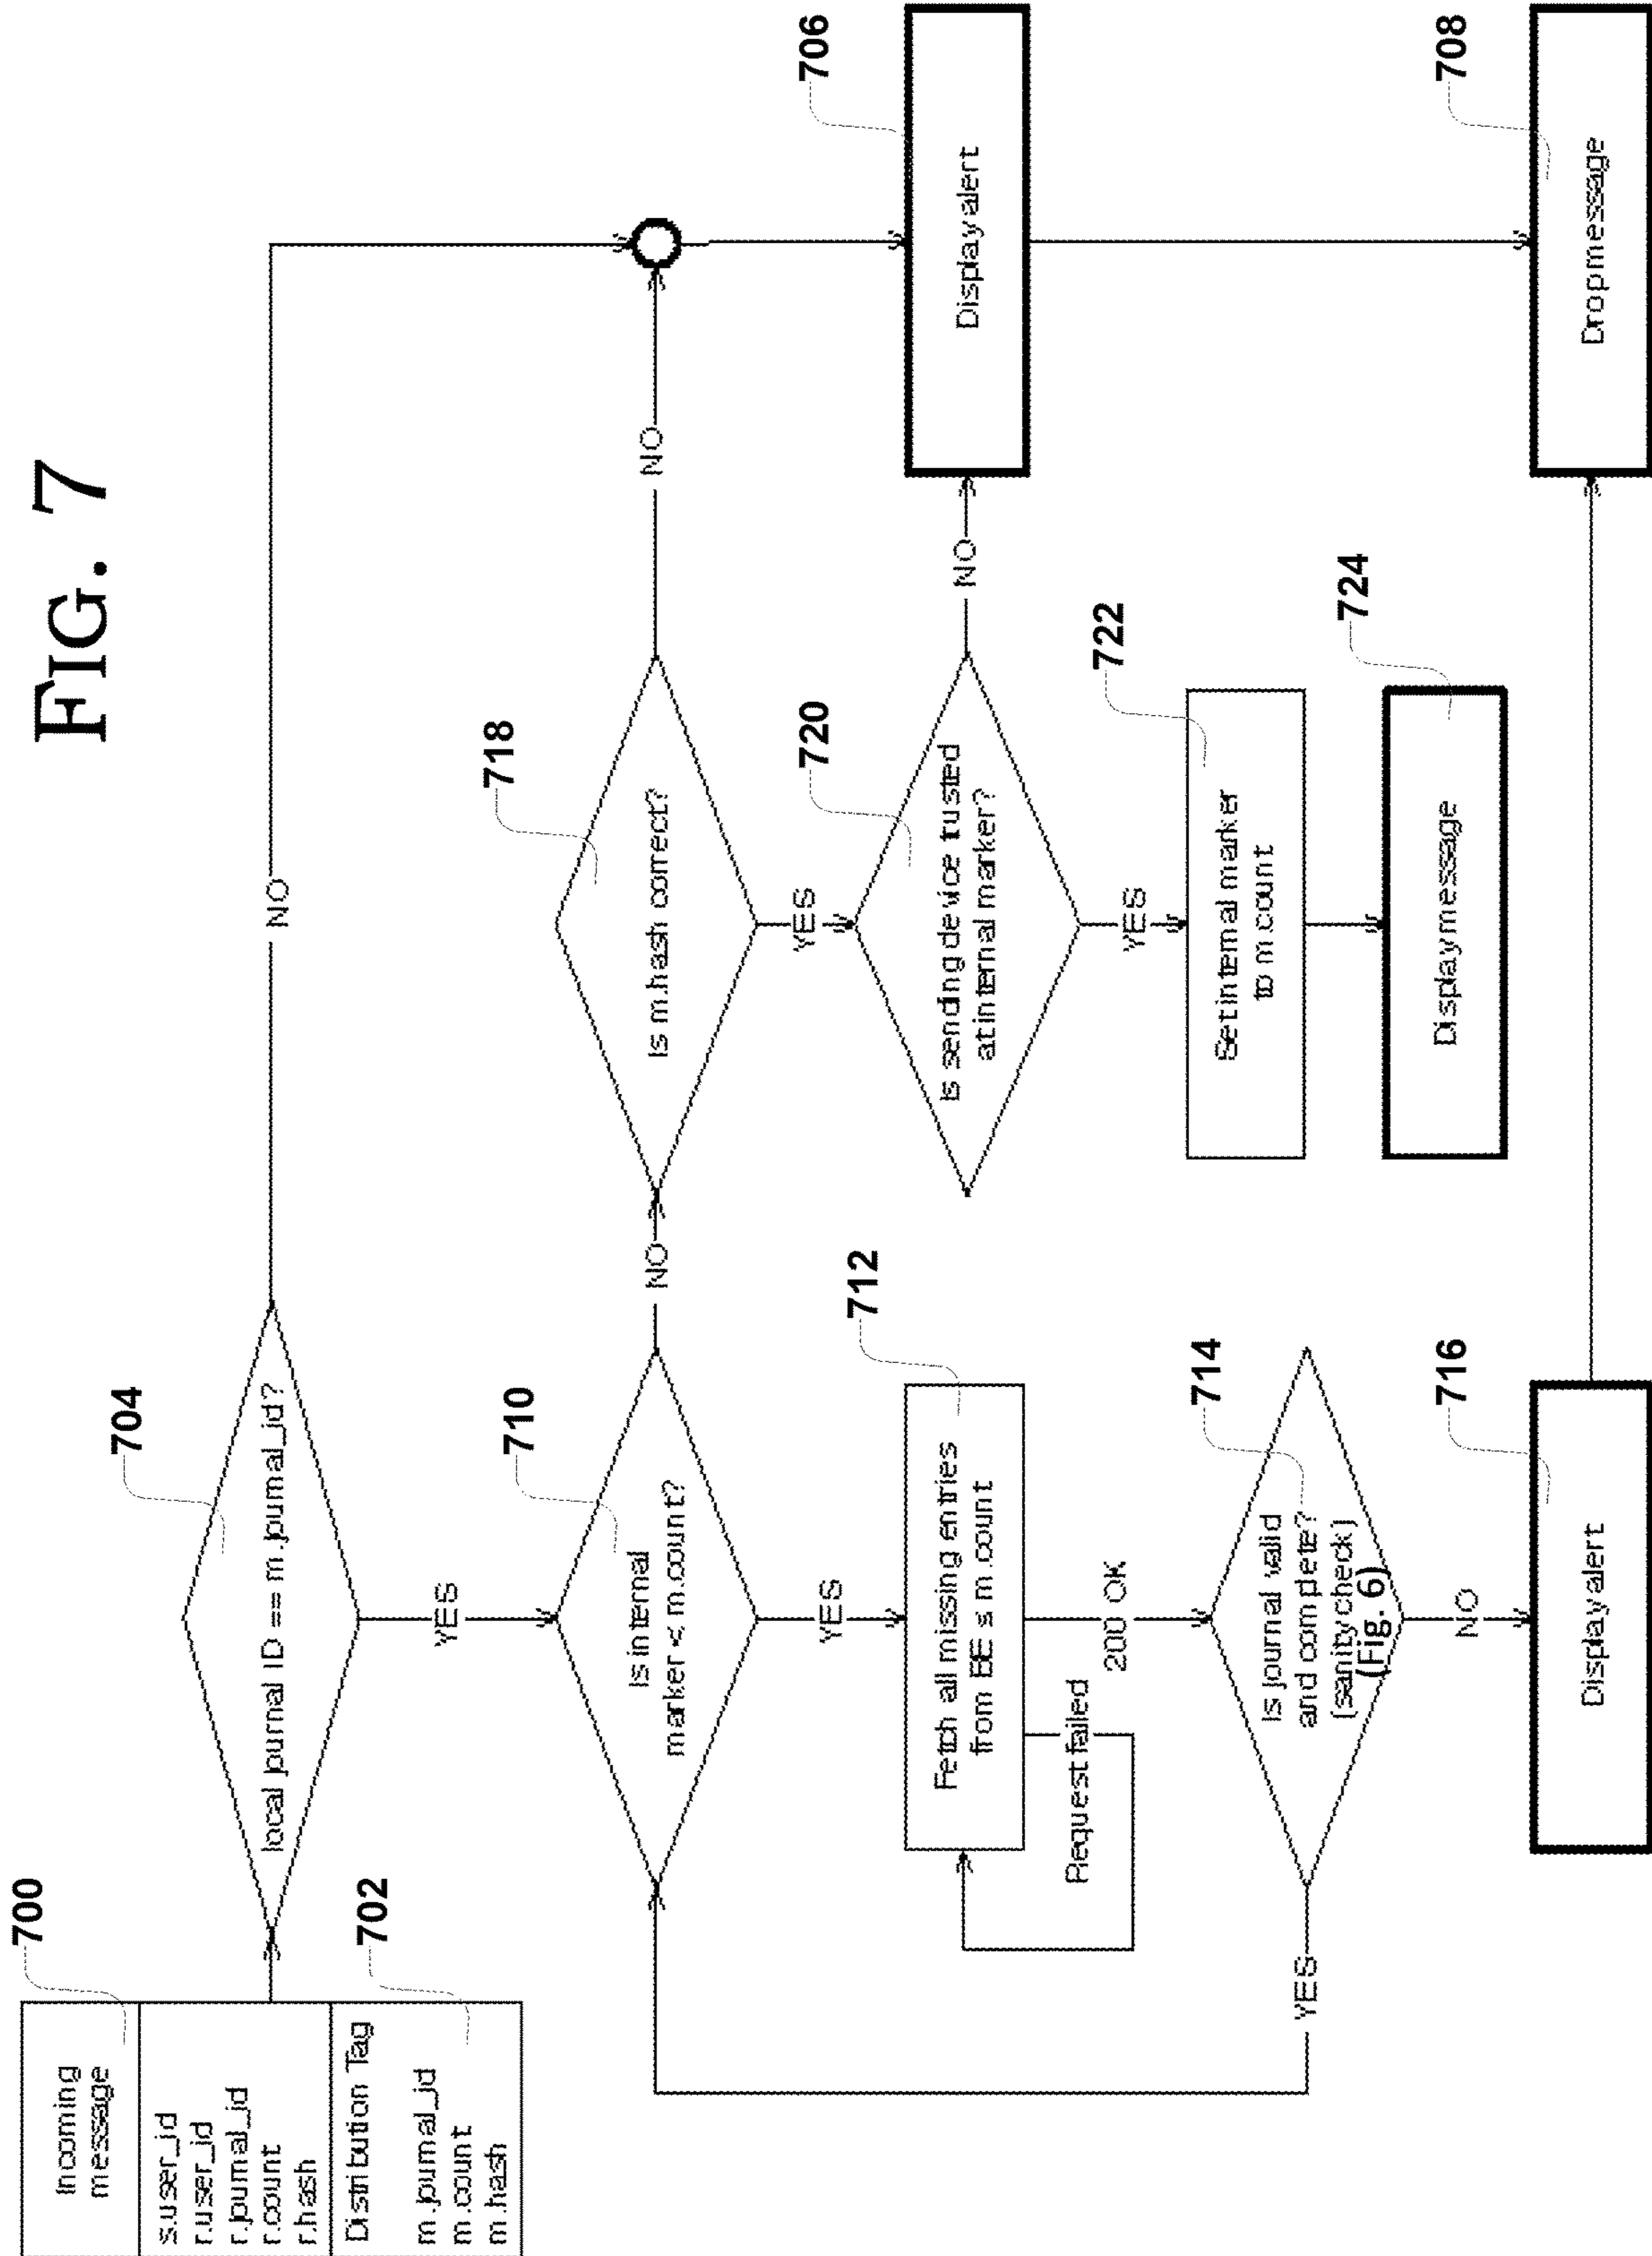 FIG. 7
700
Incoming
message
s.user_id
r.user_id
r.journal_id
r.count
r.hash
702
Distribution Tag
m.journal_id
m.count
m.hash
704
local journal ID == m.journal_id?
NO
YES
710
Is internal
marker < m.count?
NO
YES
718
Is m.hash correct?
NO
YES
706
Display alert
712
Fetch all missing entries
from BE ≤ m.count
Request failed
200 OK
720
Is sending device trusted
at internal marker?
NO
YES
722
Set internal marker
to m.count
724
Display message
714
Is journal valid
and complete?
(sanity check)
(Fig. 6)
YES
NO
716
Display alert
708
Drop message